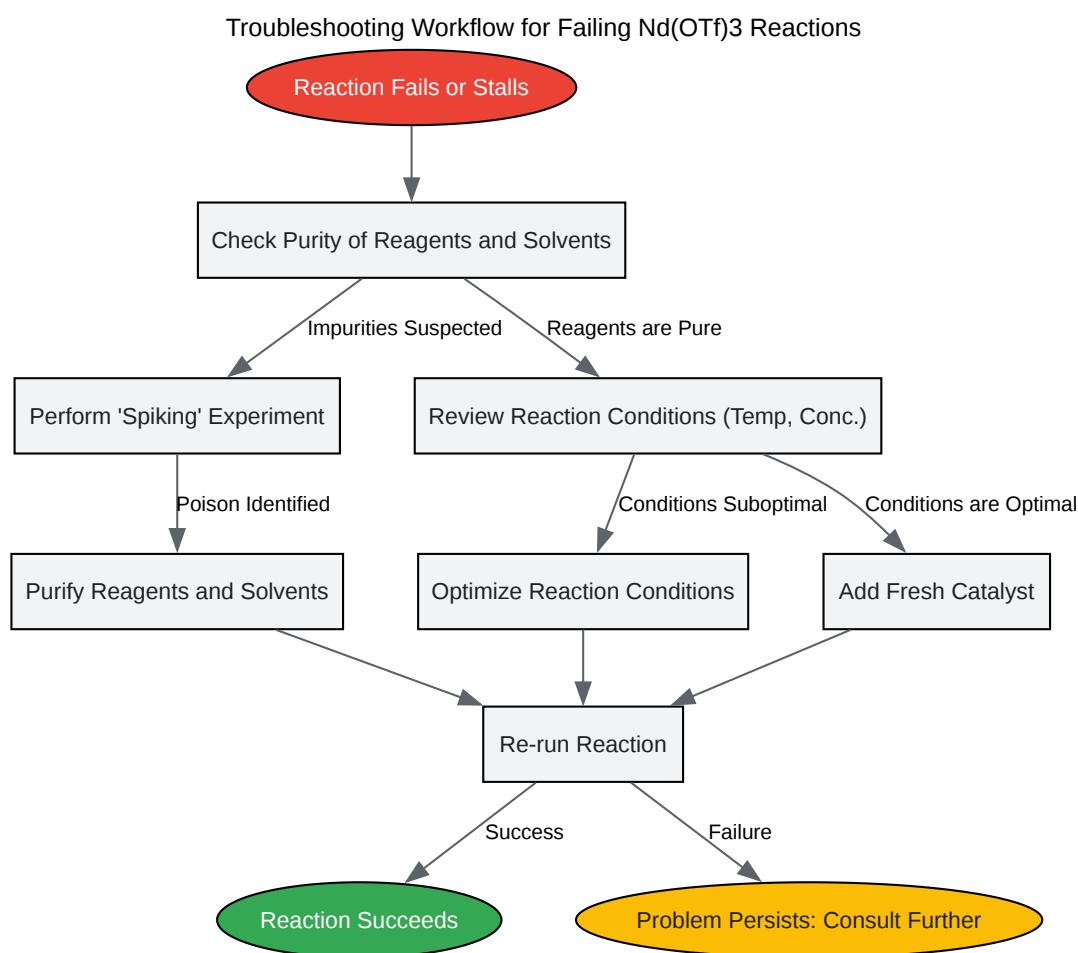 Troubleshooting Workflow for Failing Nd(OTf)3 Reactions
Reaction Fails or Stalls
Check Purity of Reagents and Solvents
Impurities Suspected
Reagents are Pure
Perform 'Spiking' Experiment
Review Reaction Conditions (Temp, Conc.)
Poison Identified
Conditions Suboptimal
Conditions are Optimal
Purify Reagents and Solvents
Optimize Reaction Conditions
Add Fresh Catalyst
Re-run Reaction
Success
Failure
Reaction Succeeds
Problem Persists: Consult Further